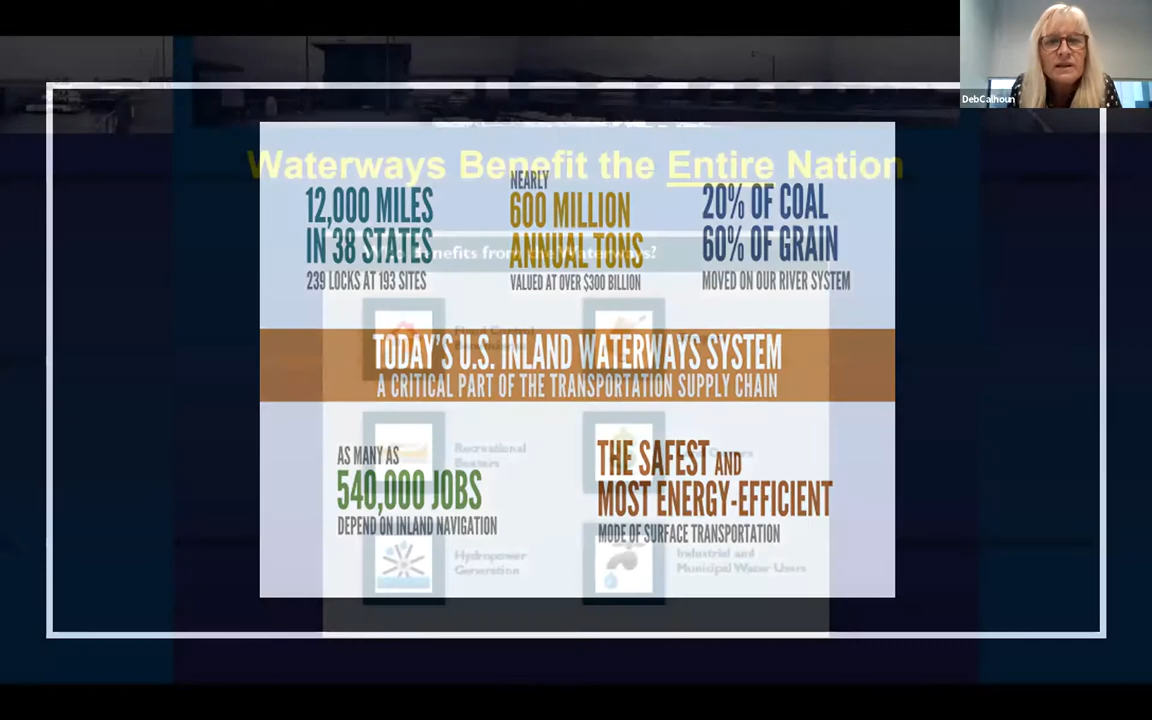 DebCalhoun
Waterways Benefit the Entire Nation
12,000 MILES
IN 38 STATES
239 LOCKS AT 193 SITES
NEARLY
600 MILLION
ANNUAL TONS
VALUED AT OVER $300 BILLION
20% OF COAL
60% OF GRAIN
MOVED ON OUR RIVER SYSTEM
Benefits from the Waterways?
TODAY'S U.S. INLAND WATERWAYS SYSTEM
A CRITICAL PART OF THE TRANSPORTATION SUPPLY CHAIN
AS MANY AS
540,000 JOBS
DEPEND ON INLAND NAVIGATION
THE SAFEST AND
MOST ENERGY-EFFICIENT
MODE OF SURFACE TRANSPORTATION
Recreational
Boaters
Hydropower
Generation
Industrial and
Municipal Water Users